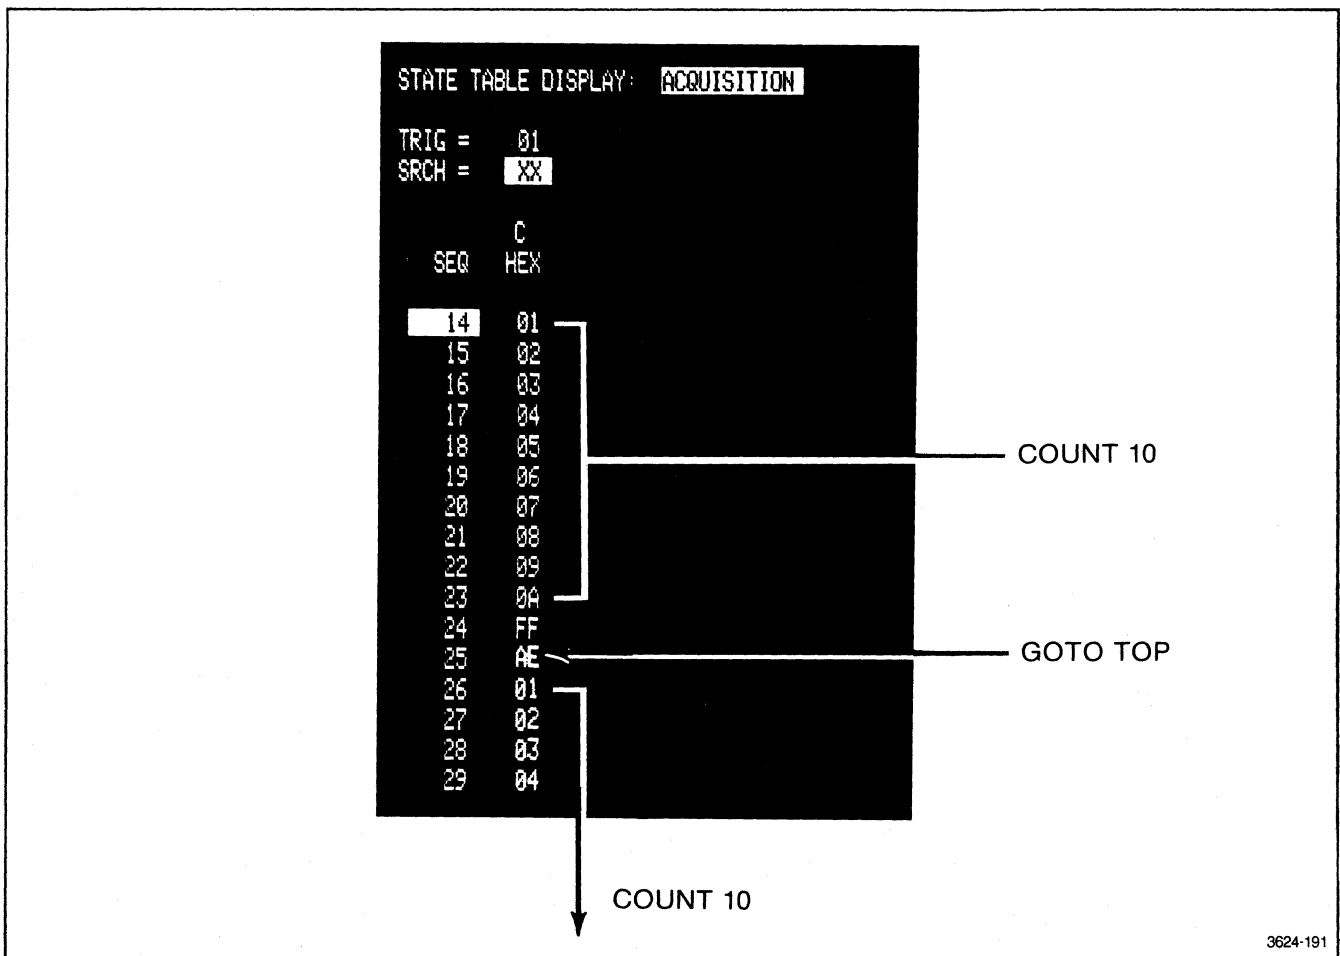 STATE TABLE DISPLAY: ACQUISITION
TRIG = 01
SRCH = XX
C
SEQ HEX
14 01
15 02
16 03
17 04
18 05
19 06
20 07
21 08
22 09
23 0A
24 FF
25 AE
26 01
27 02
28 03
29 04
COUNT 10
GOTO TOP
COUNT 10
3624-191